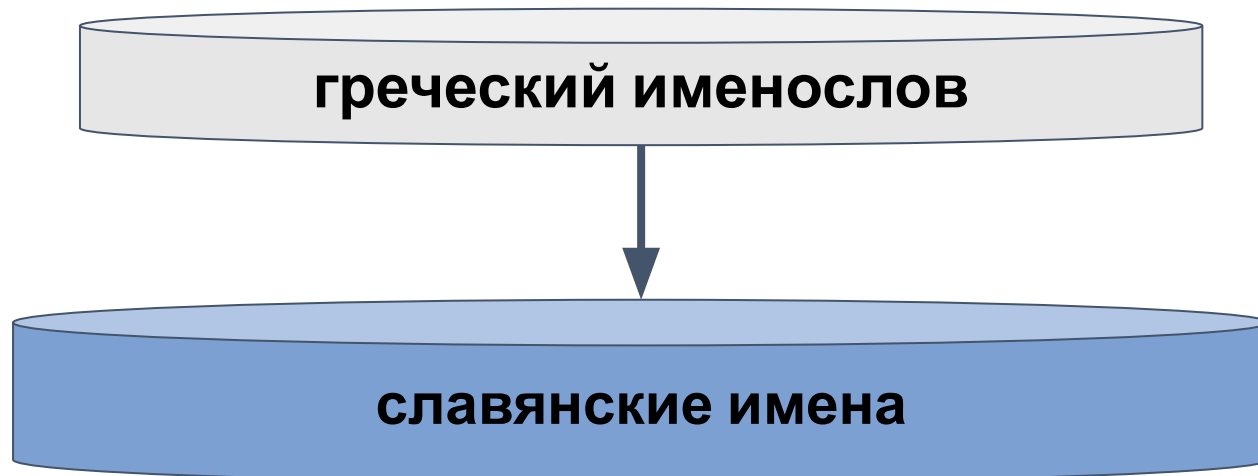 греческий именослов
славянские имена